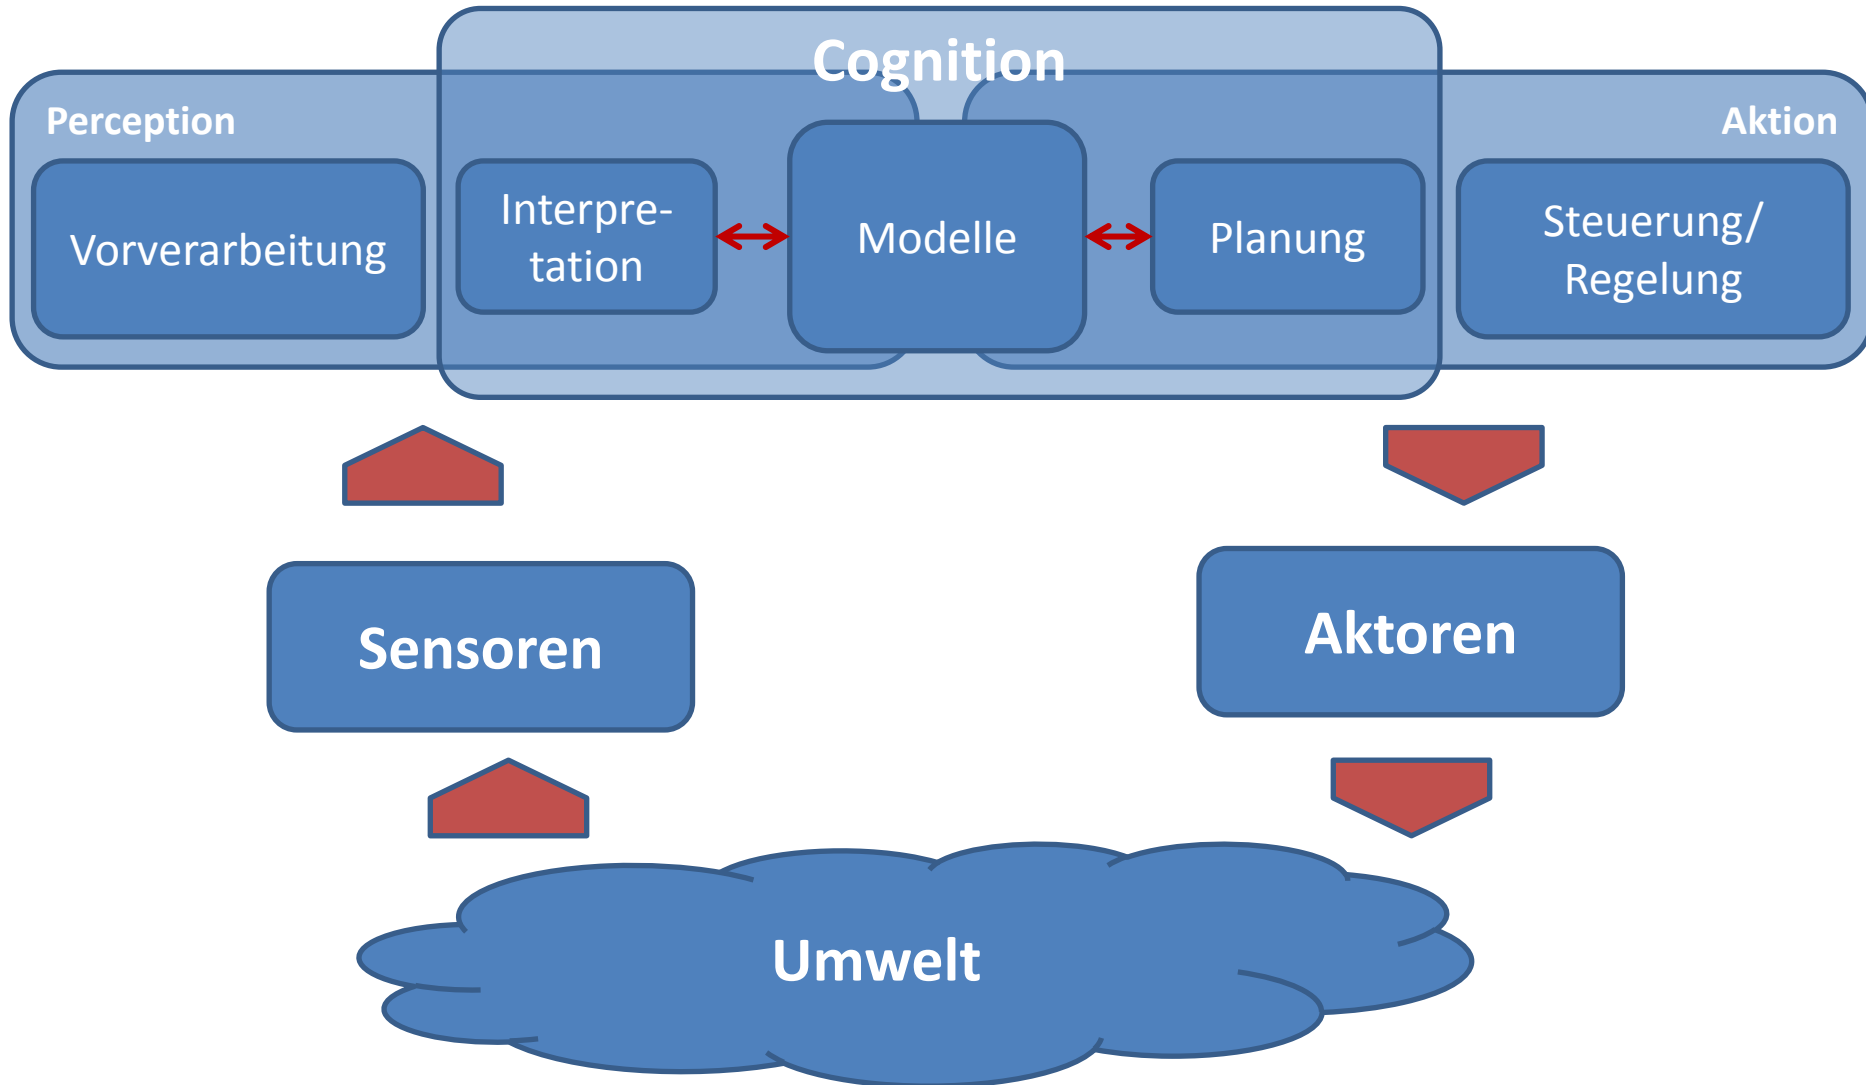 Cognition
Perception
Aktion
Vorverarbeitung
Interpre-
tation
Modelle
Planung
Steuerung/
Regelung
Sensoren
Aktoren
Umwelt